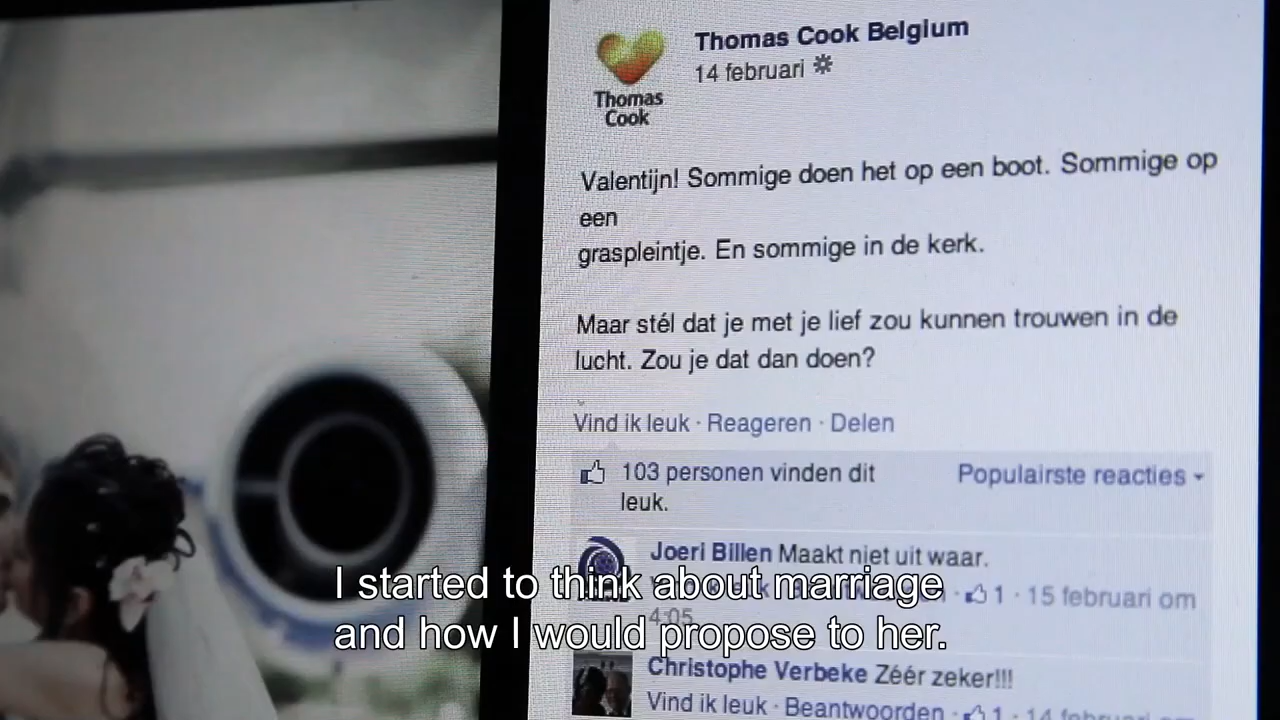 Thomas Cook Belgium
14 februari
Thomas
Cook
Valentijn! Sommige doen het op een boot. Sommige op
een
graspleintje. En sommige in de kerk.
Maar stél dat je met je lief zou kunnen trouwen in de
lucht. Zou je dat dan doen?
Vind ik leuk · Reageren · Delen
103 personen vinden dit
leuk.
Populairste reacties
Joeri Billen Maakt niet uit waar.
· 1 · 15 februari om
4:05
I started to think about marriage
and how I would propose to her.
Christophe Verbeke Zéér zeker!!!
Vind ik leuk · Beantwoorden · 1 · 14 februari om